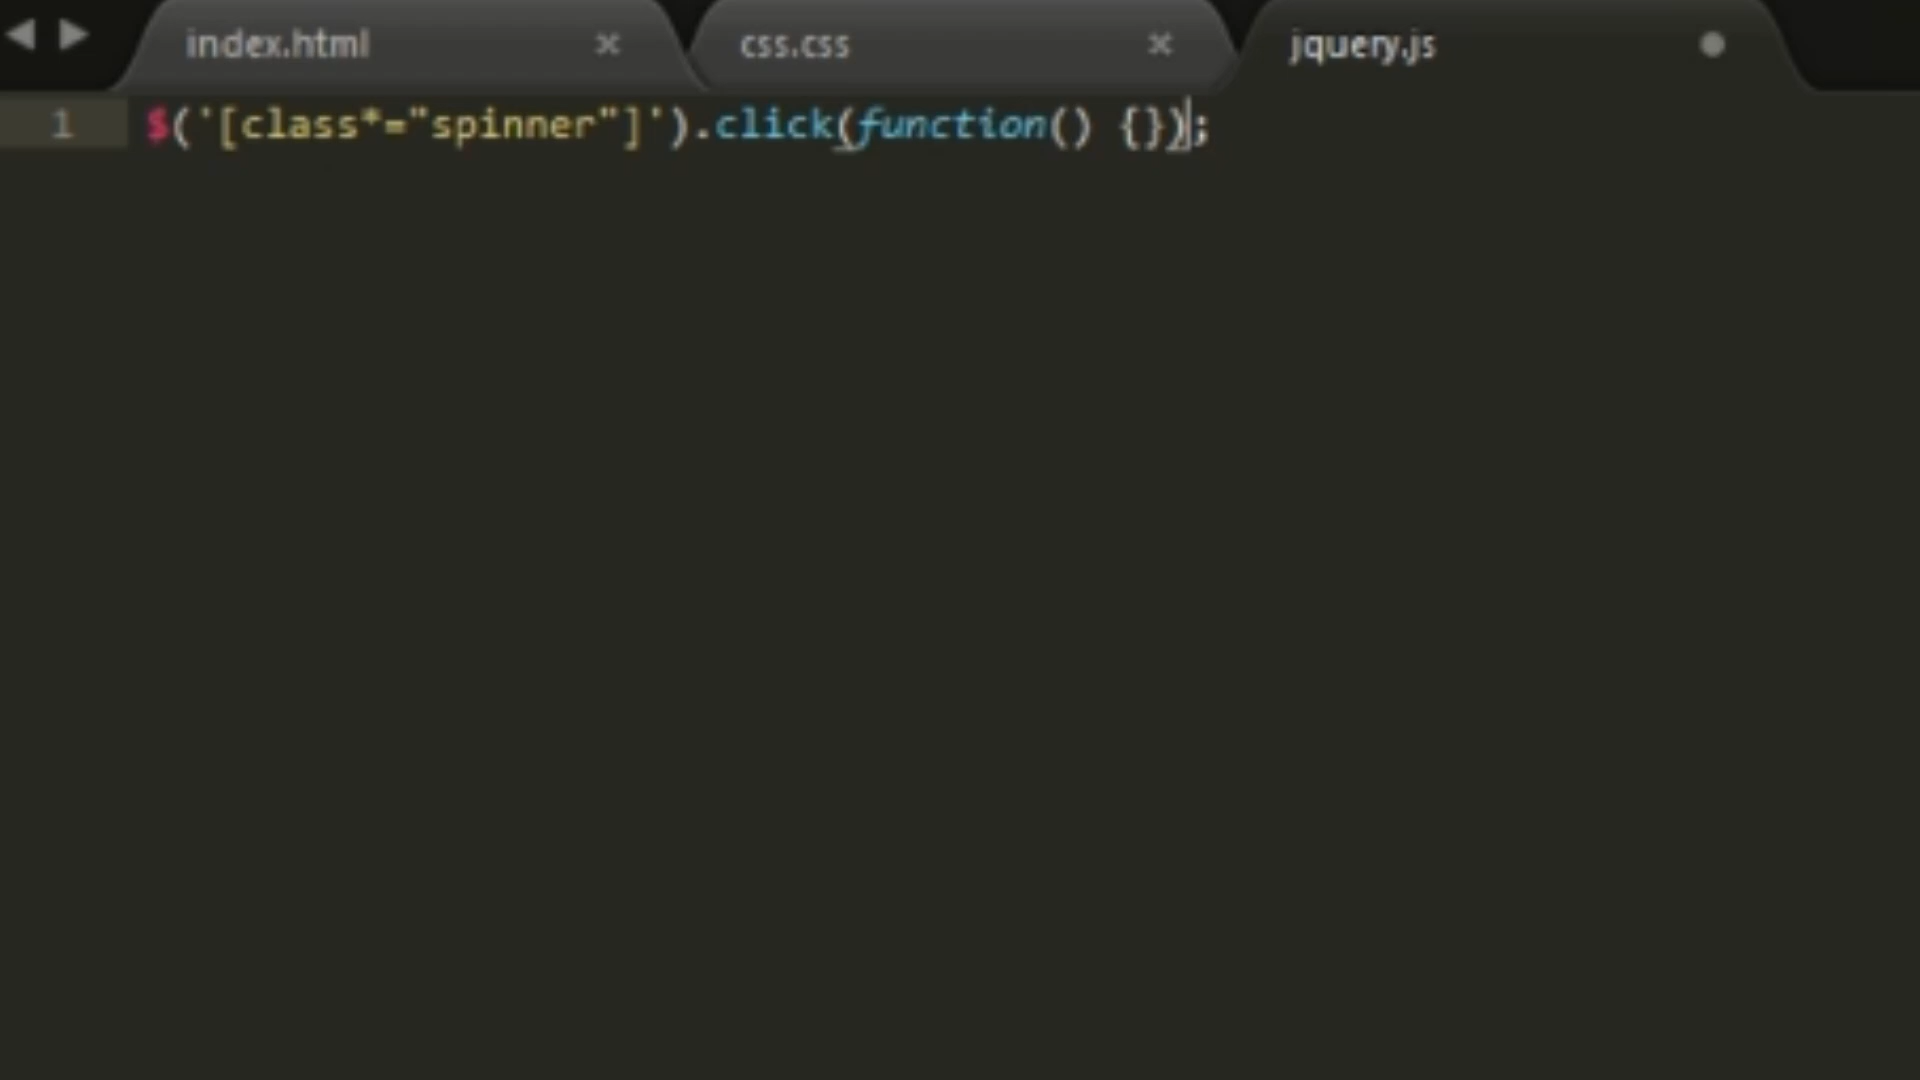 index.html × css.css × jquery.js
1 $('[class*="spinner"]').click(function() {});